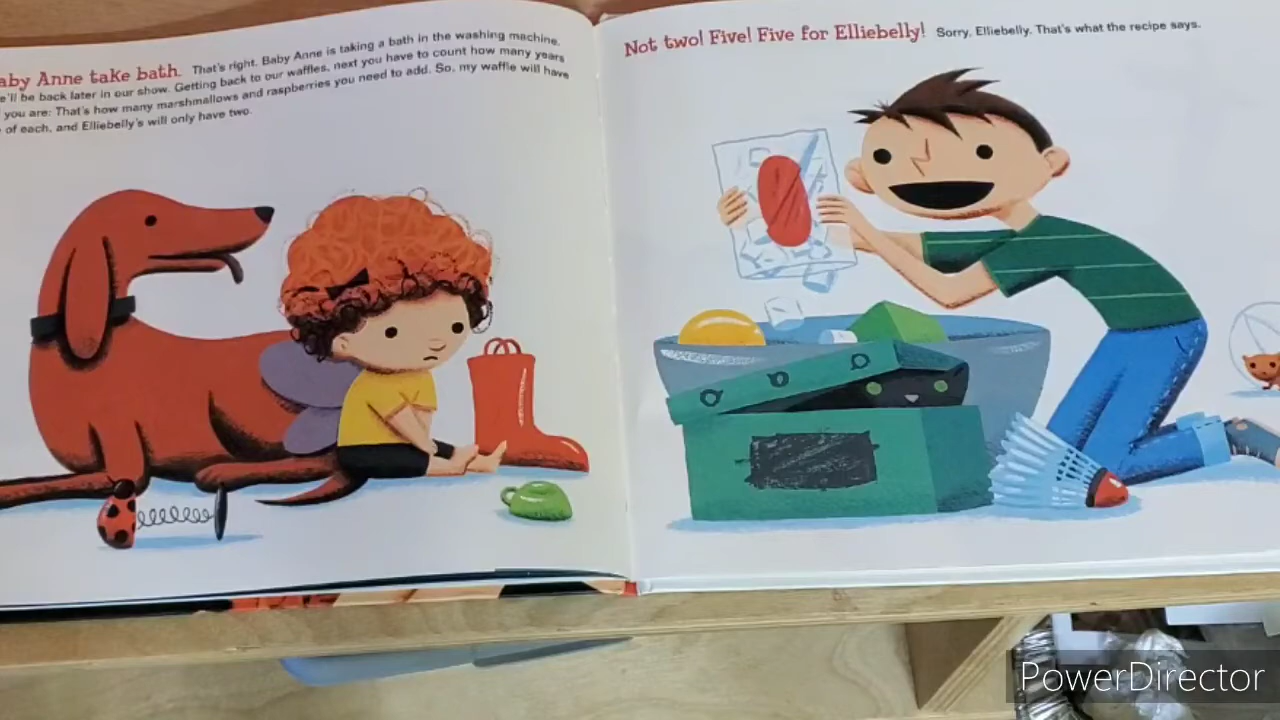 aby Anne take bath. That's right. Baby Anne is taking a bath in the washing machine.
e'll be back later in our show. Getting back to our waffles, next you have to count how many years
you are: That's how many marshmallows and raspberries you need to add. So, my waffle will have
of each, and Elliebelly's will only have two.
Not two! Five! Five for Elliebelly! Sorry, Elliebelly. That's what the recipe says.
PowerDirector